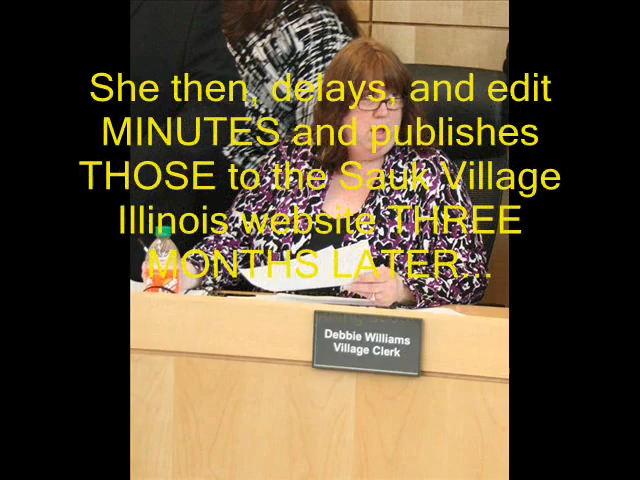 She then, delays, and edit
MINUTES and publishes
THOSE to the Sauk Village
Illinois website THREE
MONTHS LATER...
Debbie Williams
Village Clerk